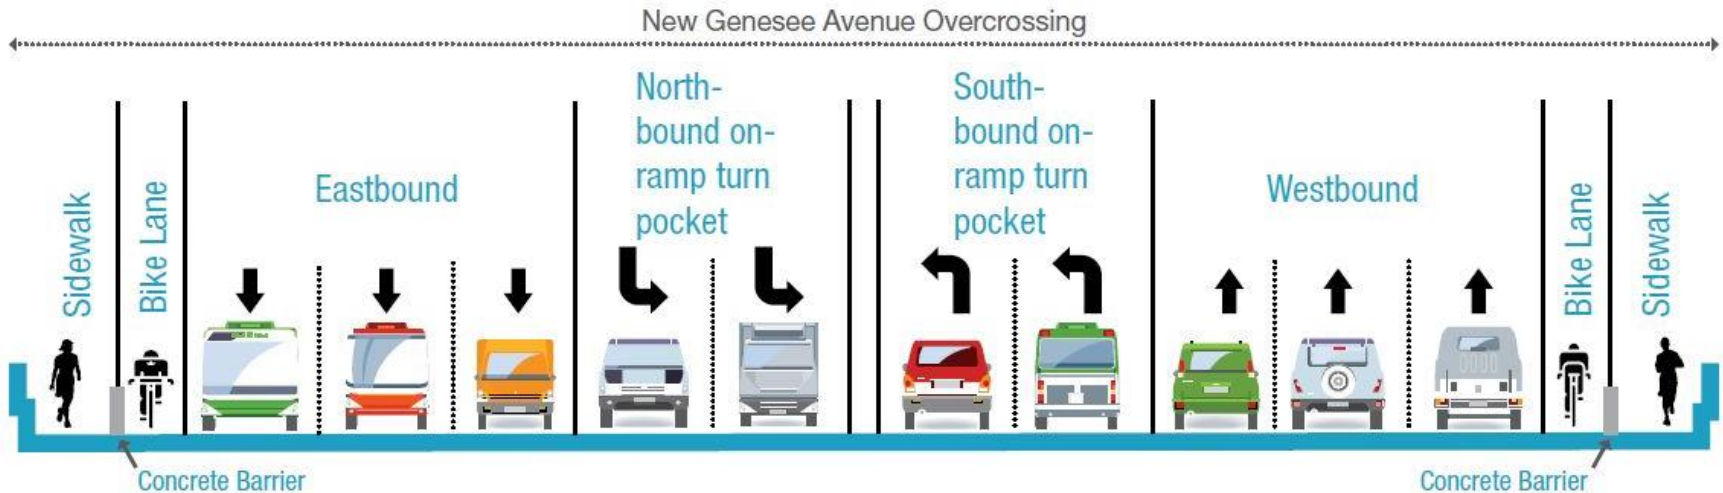 New Genesee Avenue Overcrossing
Sidewalk
Bike Lane
Eastbound
North-
bound on-
ramp turn
pocket
South-
bound on-
ramp turn
pocket
Westbound
Bike Lane
Sidewalk
Concrete Barrier
Concrete Barrier